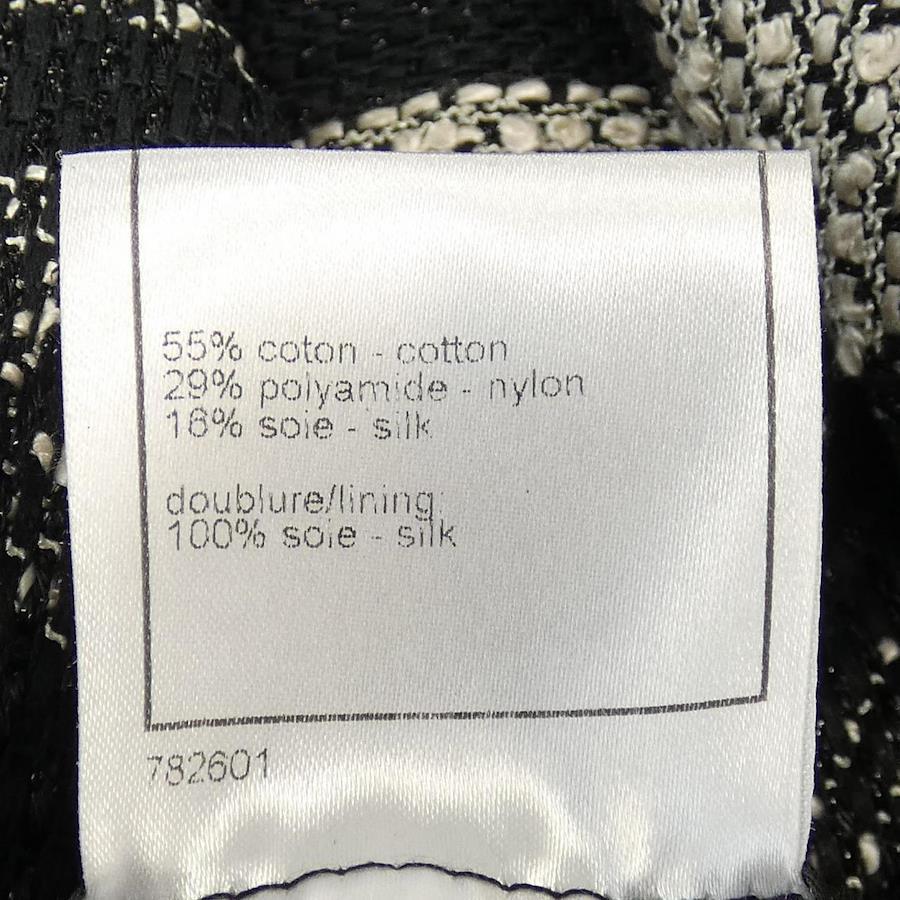 55% coton - cotton
29% polyamide - nylon
16% soie - silk
doublure/lining:
100% soie - silk
782601